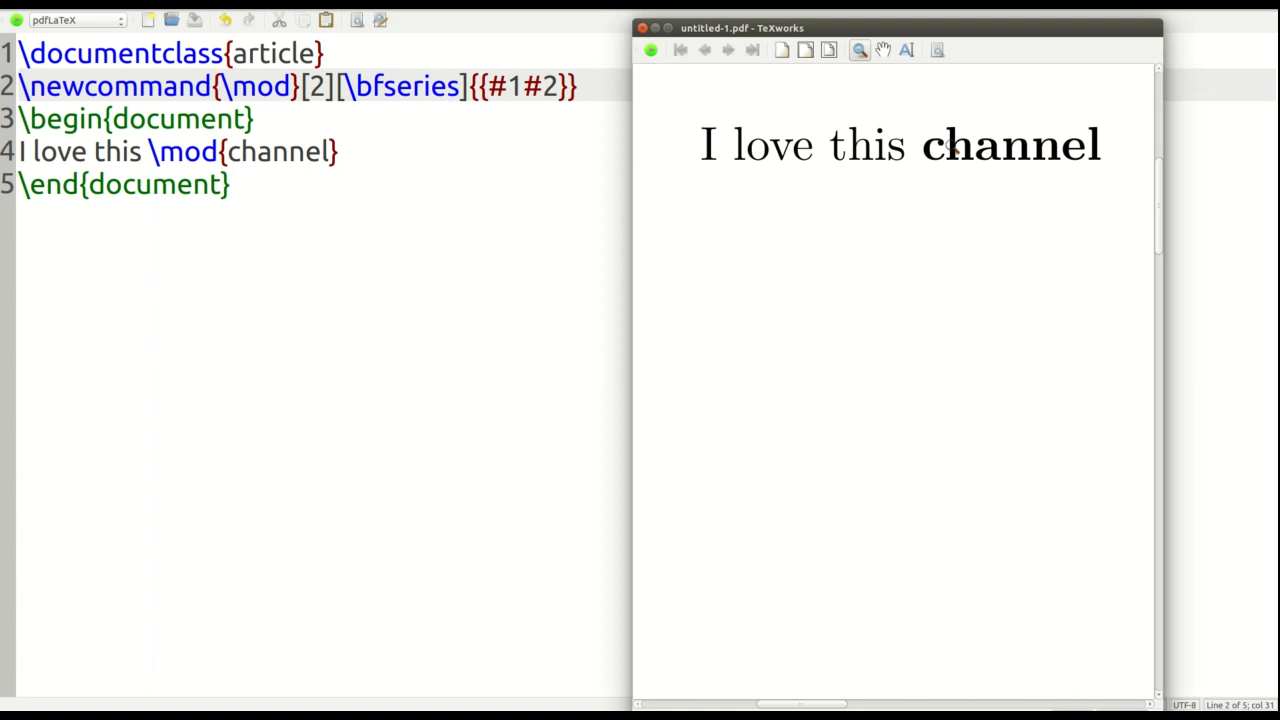 pdfLaTeX
1 \documentclass{article}
2 \newcommand{\mod}[2][\bfseries]{{#1#2}}
3 \begin{document}
4 I love this \mod{channel}
5 \end{document}
untitled-1.pdf - TeXworks
I love this channel
UTF-8 Line 2 of 5; col 31